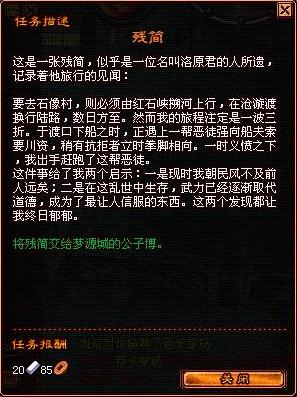 任务描述
残简
这是一张残简，似乎是一位名叫洛原君的人所遗，
记录着他旅行的见闻：
要去石像村，则必须由红石峡溯河上行，在沧漩渡
换行陆路，数日方至。然而我的旅程注定是一波三
折。于渡口下船之时，正遇上一帮恶徒强向船夫索
要川资，稍有抗拒者立时拳脚相向。一时义愤之下
，我出手赶跑了这帮恶徒。
这件事给了我两个启示：一是现时我朝民风不及前
人远矣；二是在这乱世中生存，武力已经逐渐取代
道德，成为了最让人信服的东西。这两个发现都让
我终日郁郁。
将残简交给梦源城的公子博。
任务报酬
20 85
关闭